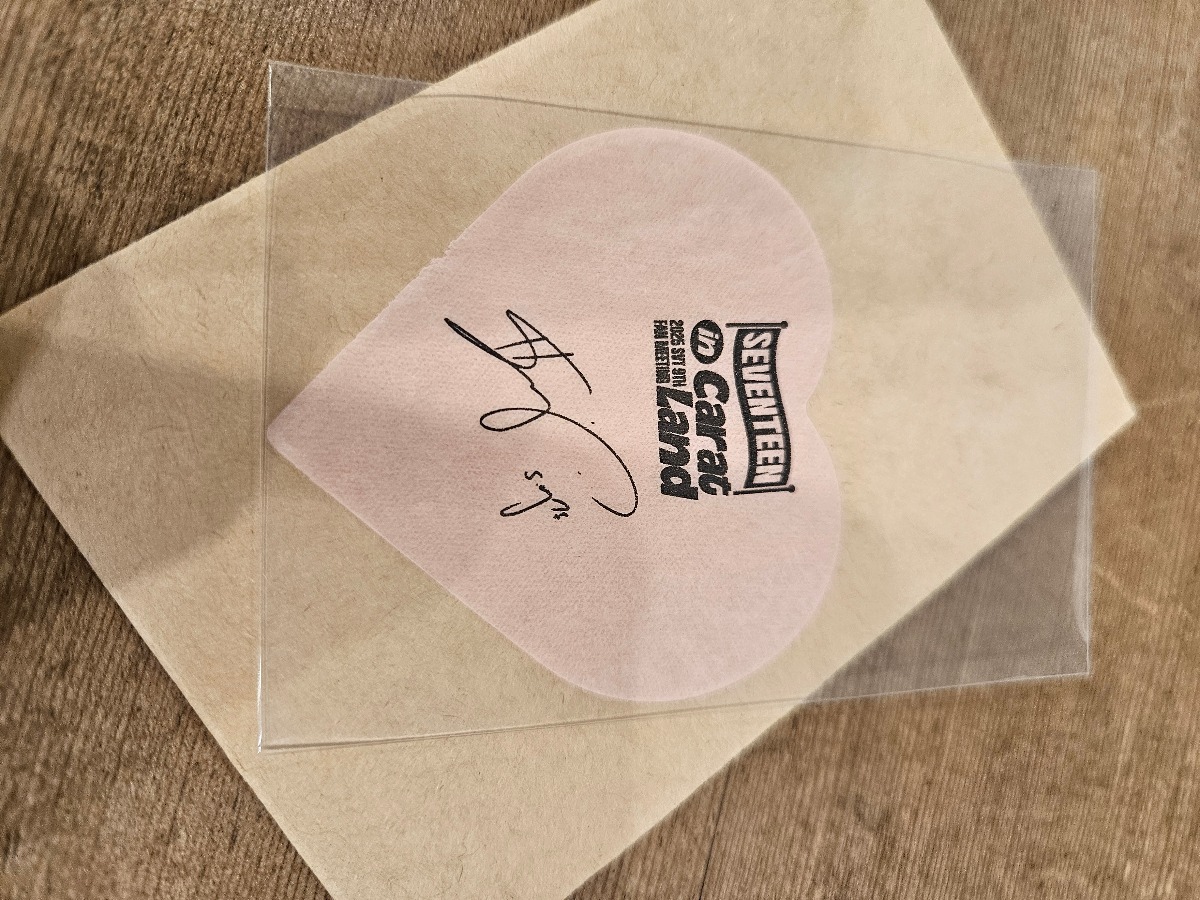 SEVENTEEN
in Carat
2025 SVT 9TH
FAN MEETING
Land